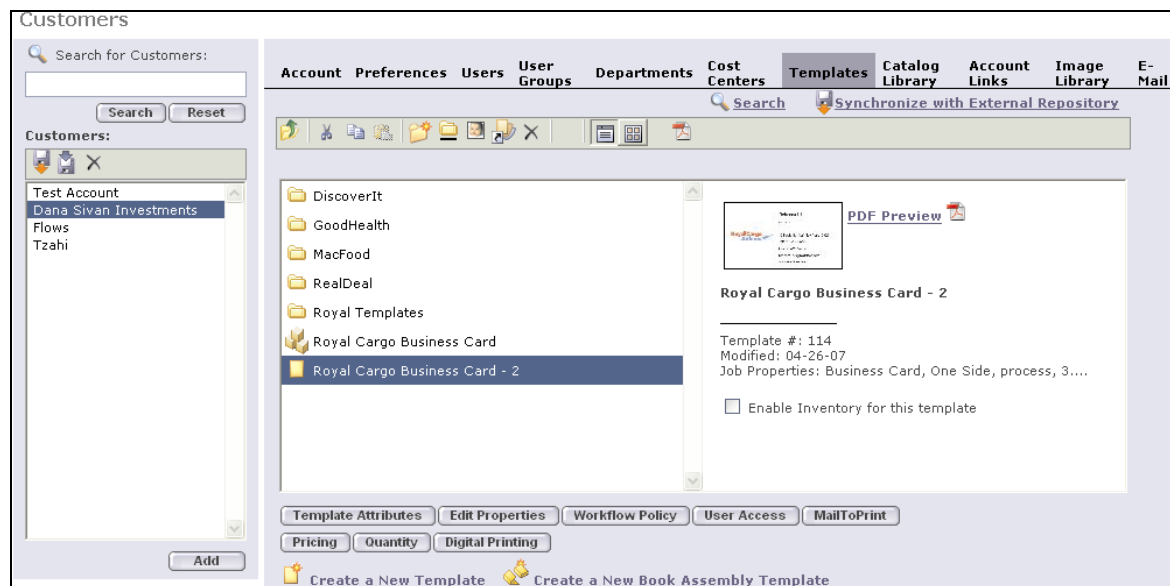 Customers
Search for Customers:
Search Reset
Customers:
Test Account
Dana Sivan Investments
Flows
Tzahi
Add
Account Preferences Users User Groups Departments Cost Centers Templates Catalog Library Account Links Image Library E-Mail
Search Synchronize with External Repository
DiscoverIt
GoodHealth
MacFood
RealDeal
Royal Templates
Royal Cargo Business Card
Royal Cargo Business Card - 2
PDF Preview
Royal Cargo Business Card - 2
Template #: 114
Modified: 04-26-07
Job Properties: Business Card, One Side, process, 3....
Enable Inventory for this template
Template Attributes Edit Properties Workflow Policy User Access MailToPrint
Pricing Quantity Digital Printing
Create a New Template Create a New Book Assembly Template